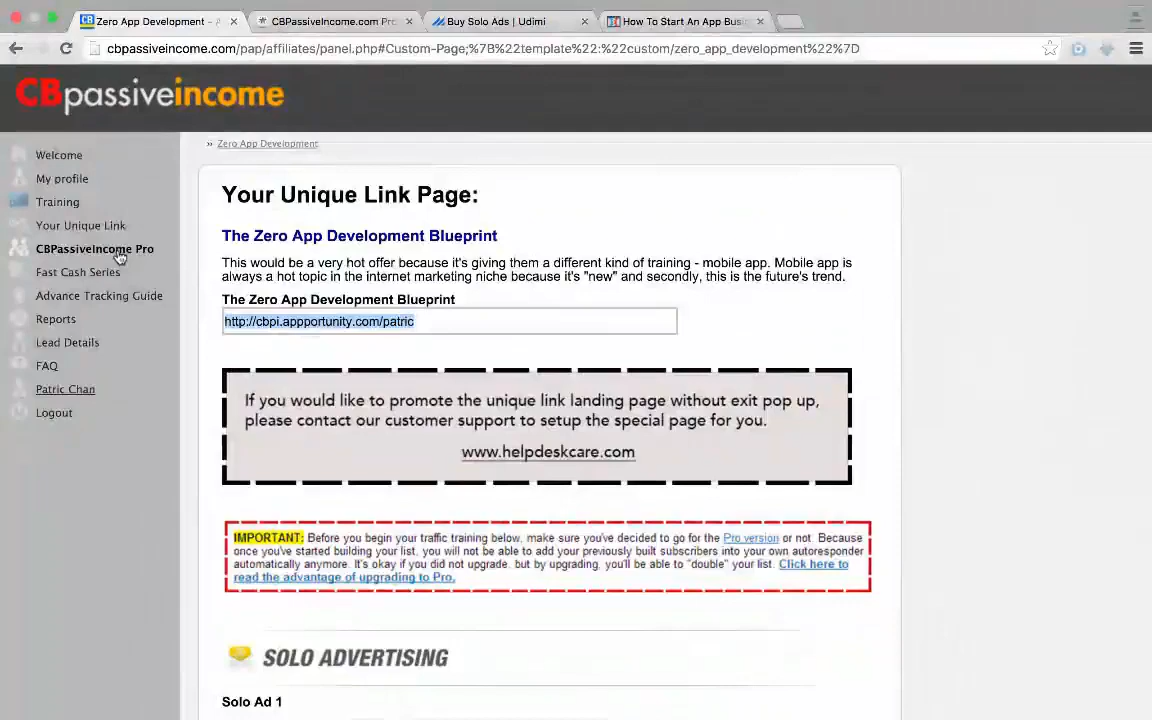 Zero App Development - A
CBPassiveIncome.com Pro
Buy Solo Ads | Udimi
How To Start An App Busi
cbpassiveincome.com/pap/affiliates/panel.php#Custom-Page;%7B%22template%22:%22custom/zero_app_development%22%7D
CBpassiveincome
Welcome
My profile
Training
Your Unique Link
CBPassiveIncome Pro
Fast Cash Series
Advance Tracking Guide
Reports
Lead Details
FAQ
Patric Chan
Logout
» Zero App Development
Your Unique Link Page:
The Zero App Development Blueprint
This would be a very hot offer because it's giving them a different kind of training - mobile app. Mobile app is
always a hot topic in the internet marketing niche because it's "new" and secondly, this is the future's trend.
The Zero App Development Blueprint
http://cbpi.appportunity.com/patric
If you would like to promote the unique link landing page without exit pop up,
please contact our customer support to setup the special page for you.
www.helpdeskcare.com
IMPORTANT: Before you begin your traffic training below, make sure you've decided to go for the Pro version or not. Because
once you've started building your list, you will not be able to add your previously built subscribers into your own autoresponder
automatically anymore. It's okay if you did not upgrade, but by upgrading, you'll be able to "double" your list. Click here to
read the advantage of upgrading to Pro.
SOLO ADVERTISING
Solo Ad 1